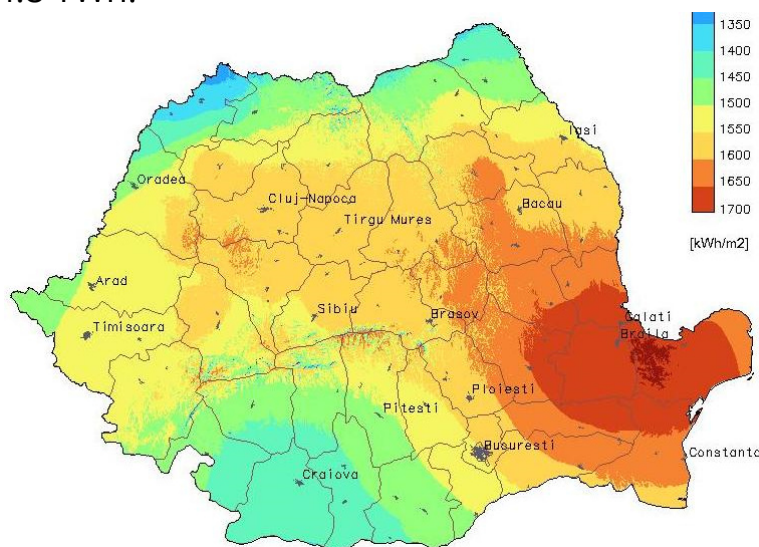 1350
1400
1450
1500
1550
1600
1650
1700
[kWh/m2]
Iasi
Oradea
Cluj-Napoca
Tirgu Mures
Bacau
Arad
Timisoara
Sibiu
Brasov
Galati
Braila
Ploiesti
Pitesti
Bucuresti
Constanta
Craiova